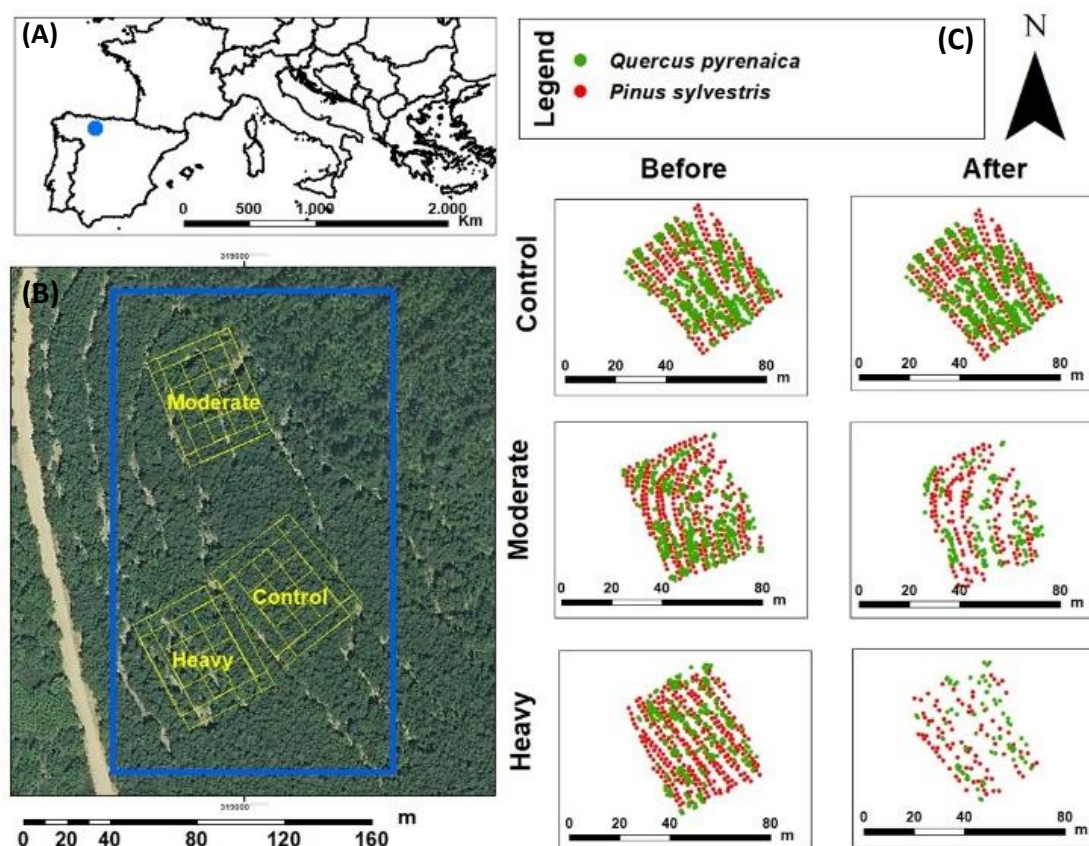 (A)
0 500 1.000 2.000
Km
(B)
319000
Moderate
Control
Heavy
319000
m
0 20 40 80 120 160
(C)
N
Legend
Quercus pyrenaica
Pinus sylvestris
Before After
Control
0 40 80
m
0 20 40 80
m
Moderate
0 20 40 80
m
0 20 40 80
m
Heavy
0 20 40 80
m
0 20 40 80
m